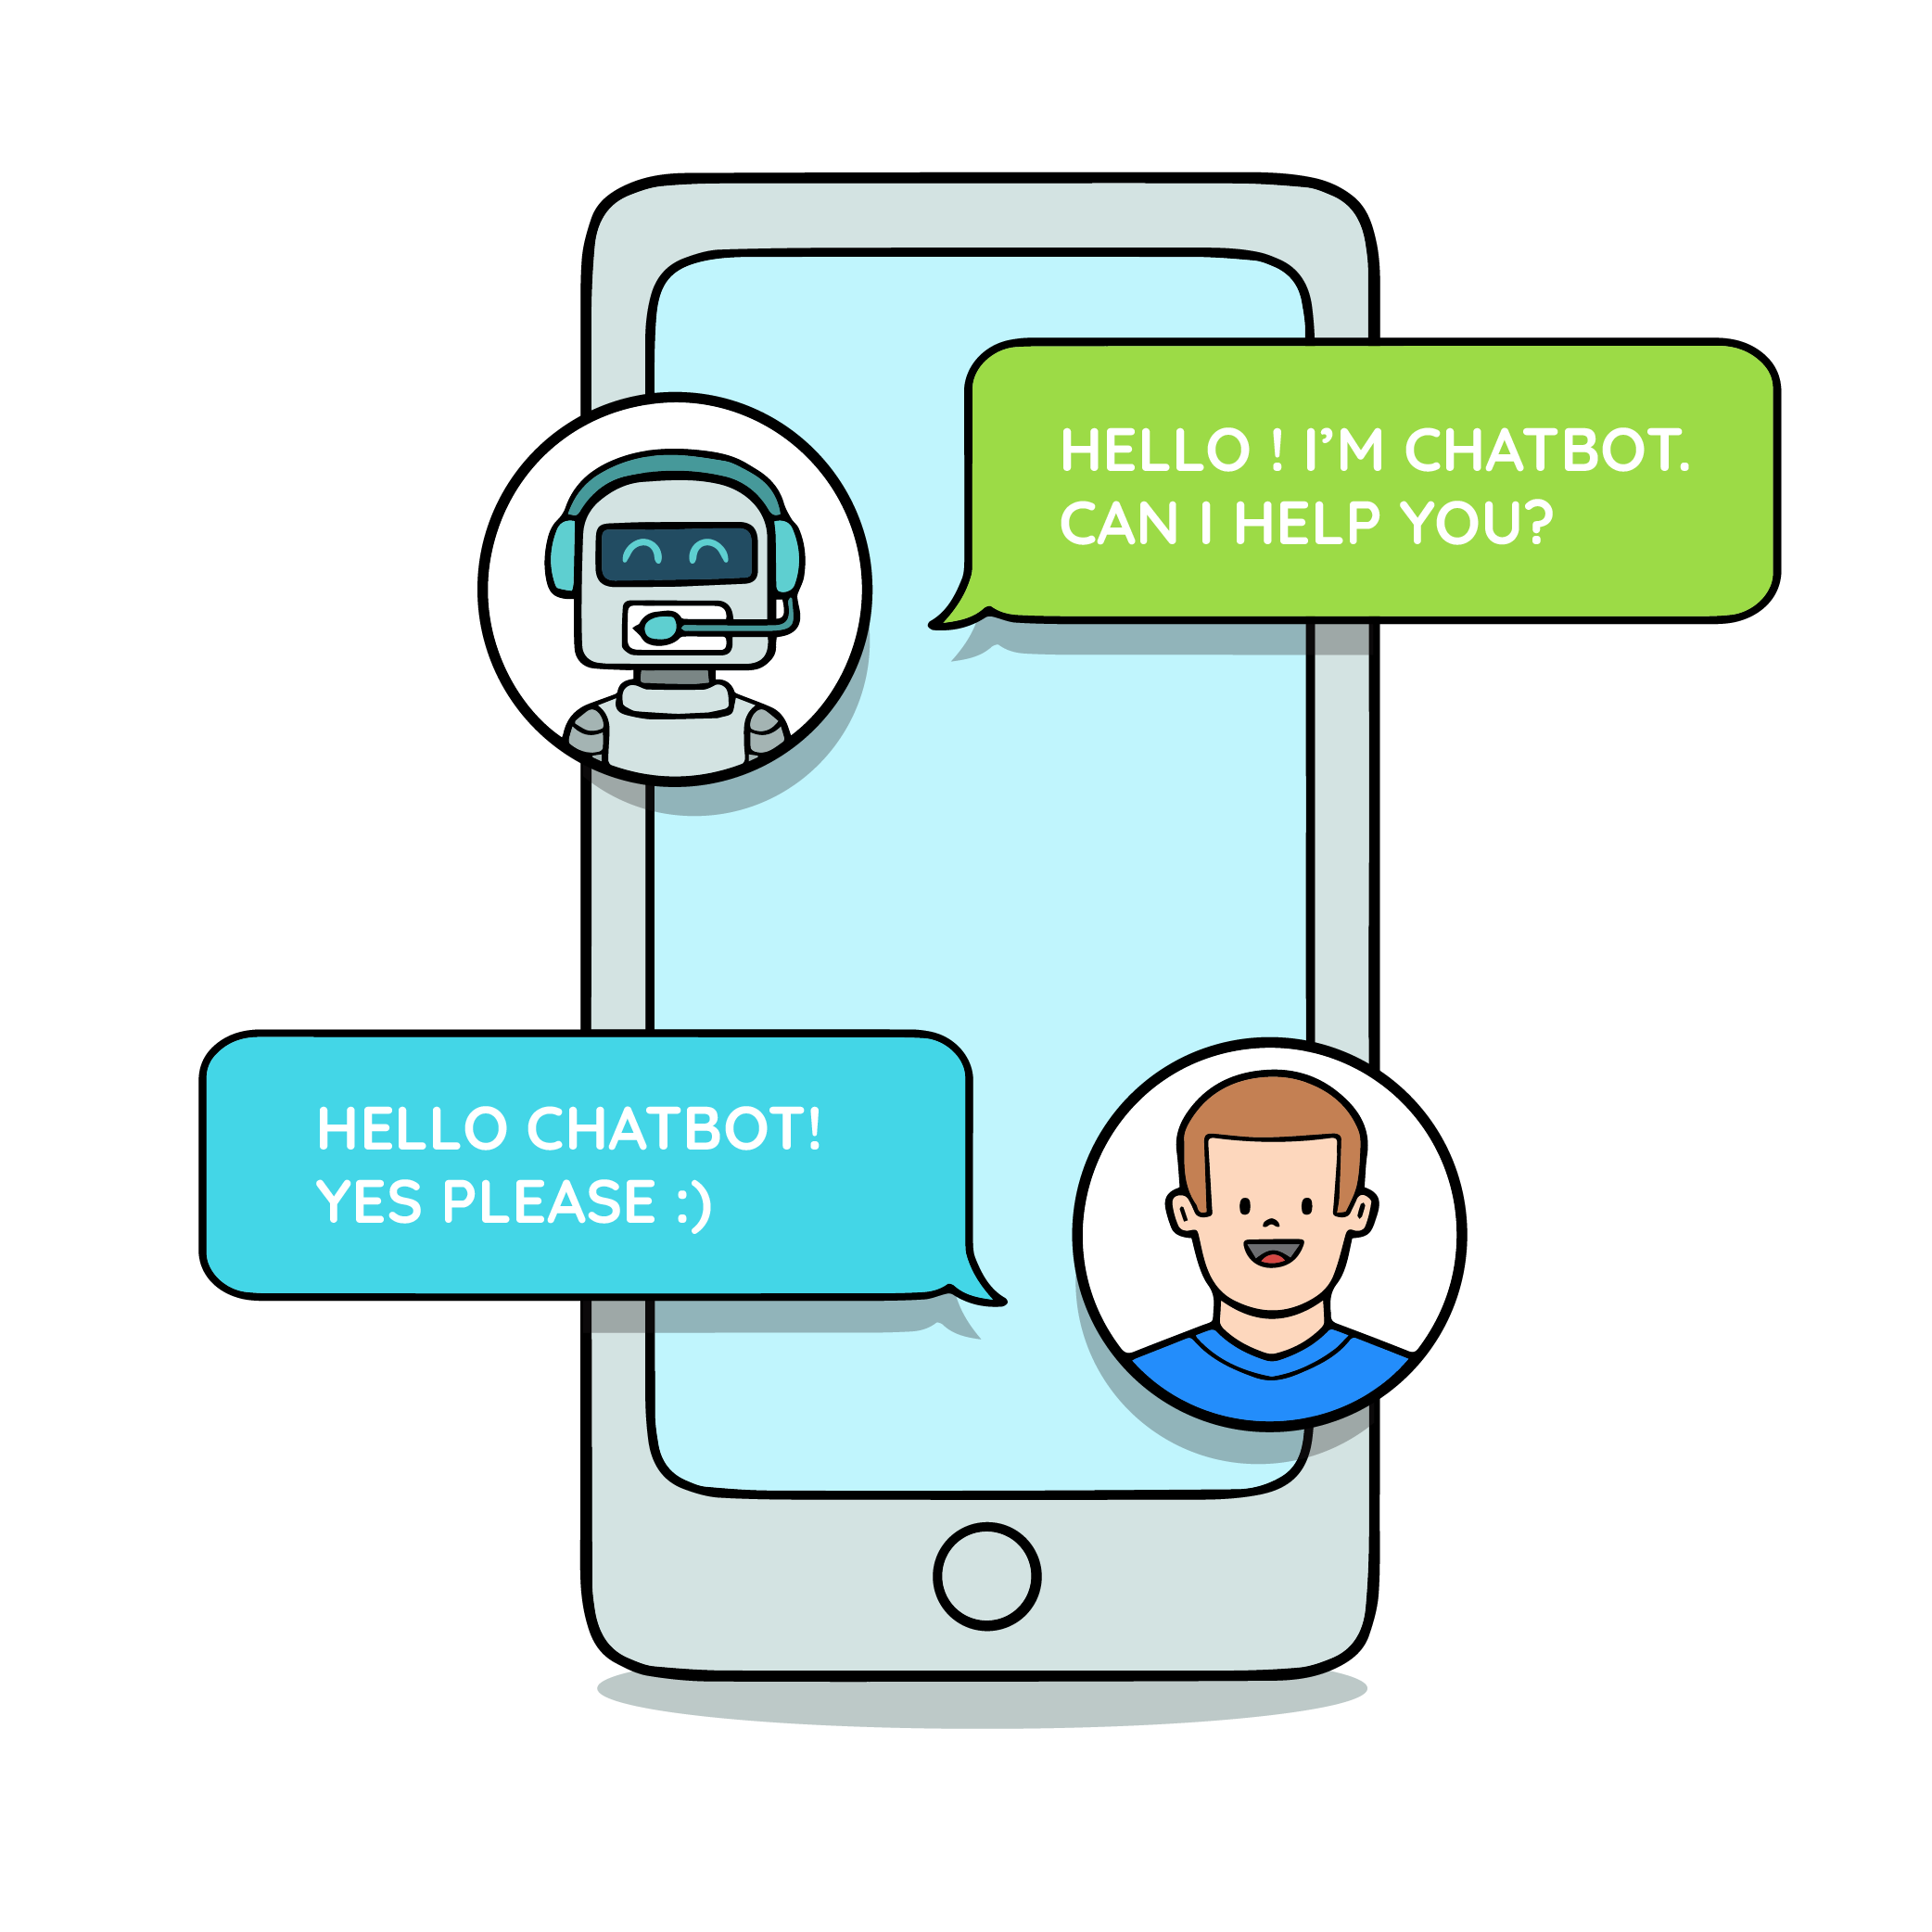 HELLO ! I'M CHATBOT.
CAN I HELP YOU?
HELLO CHATBOT!
YES PLEASE :)